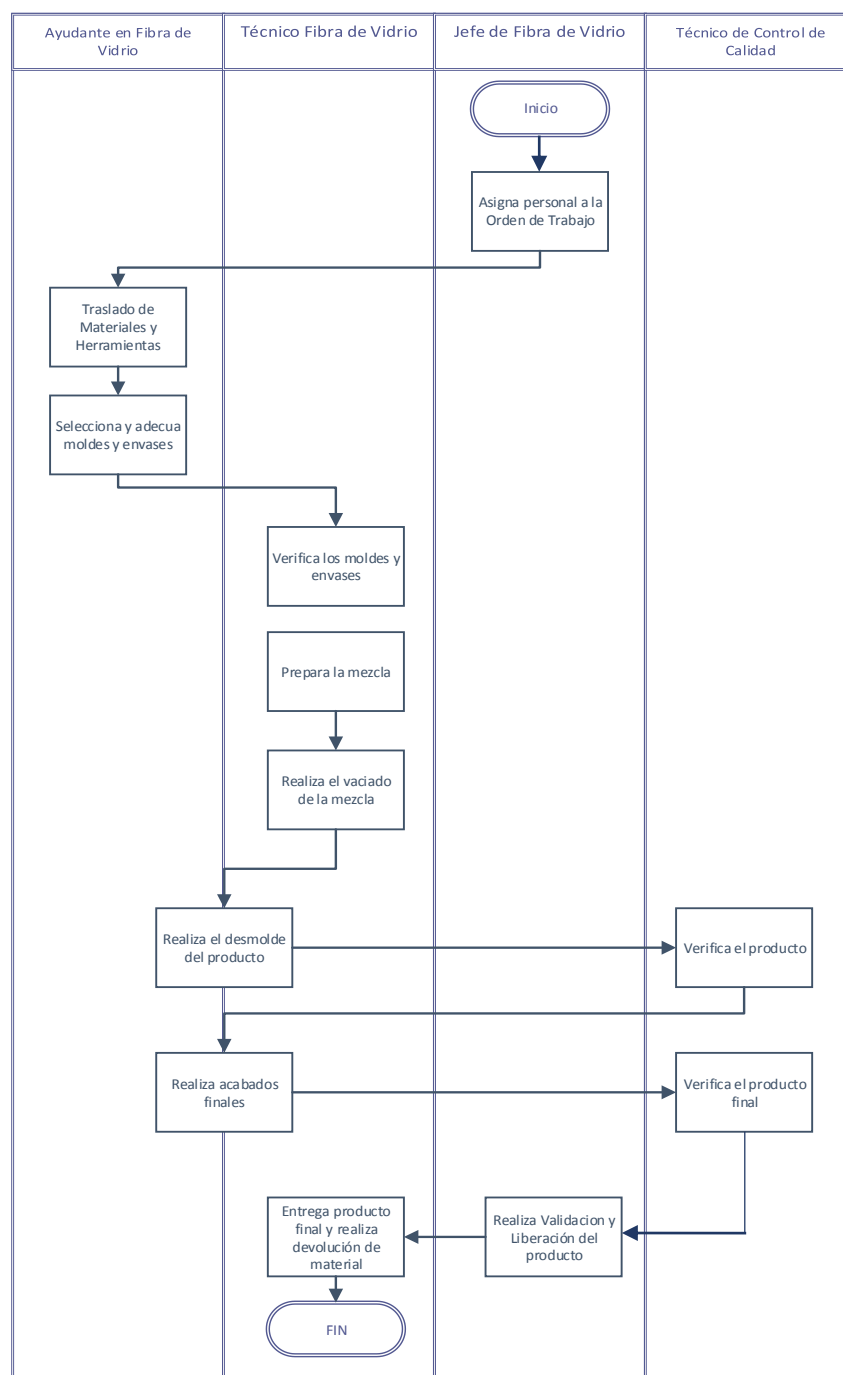 Ayudante en Fibra de
Vidrio
Técnico Fibra de Vidrio
Jefe de Fibra de Vidrio
Técnico de Control de
Calidad
Inicio
Asigna personal a la
Orden de Trabajo
Traslado de
Materiales y
Herramientas
Selecciona y adecua
moldes y envases
Verifica los moldes y
envases
Prepara la mezcla
Realiza el vaciado
de la mezcla
Realiza el desmolde
del producto
Verifica el producto
Realiza acabados
finales
Verifica el producto
final
Entrega producto
final y realiza
devolución de
material
Realiza Validacion y
Liberación del
producto
FIN